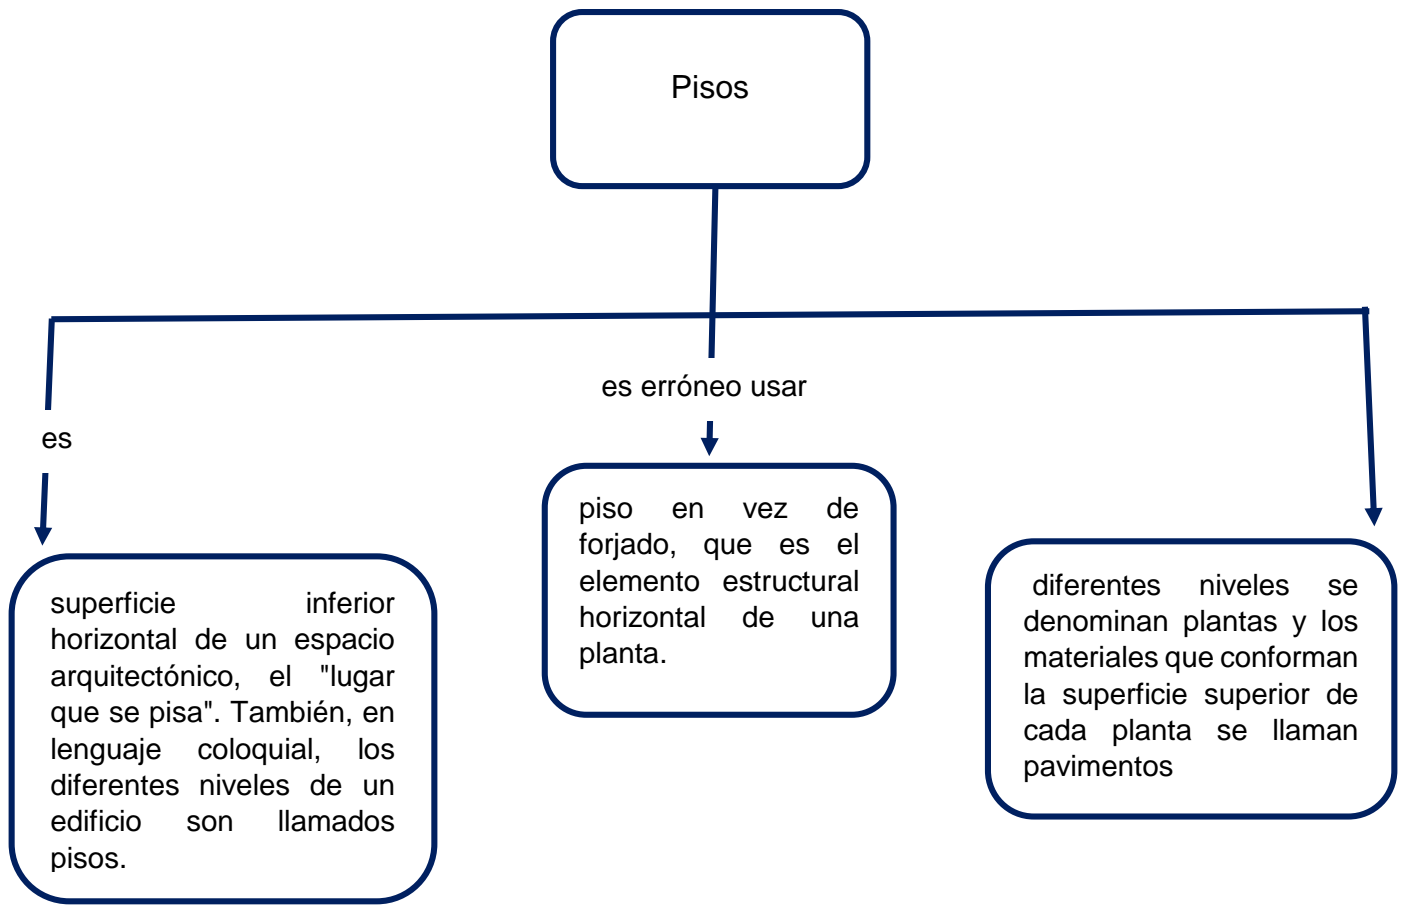 Pisos
es erróneo usar
es
piso en vez de
forjado, que es el
elemento estructural
horizontal de una
planta.
superficie inferior
horizontal de un espacio
arquitectónico, el "lugar
que se pisa". También, en
lenguaje coloquial, los
diferentes niveles de un
edificio son llamados
pisos.
diferentes niveles se
denominan plantas y los
materiales que conforman
la superficie superior de
cada planta se llaman
pavimentos